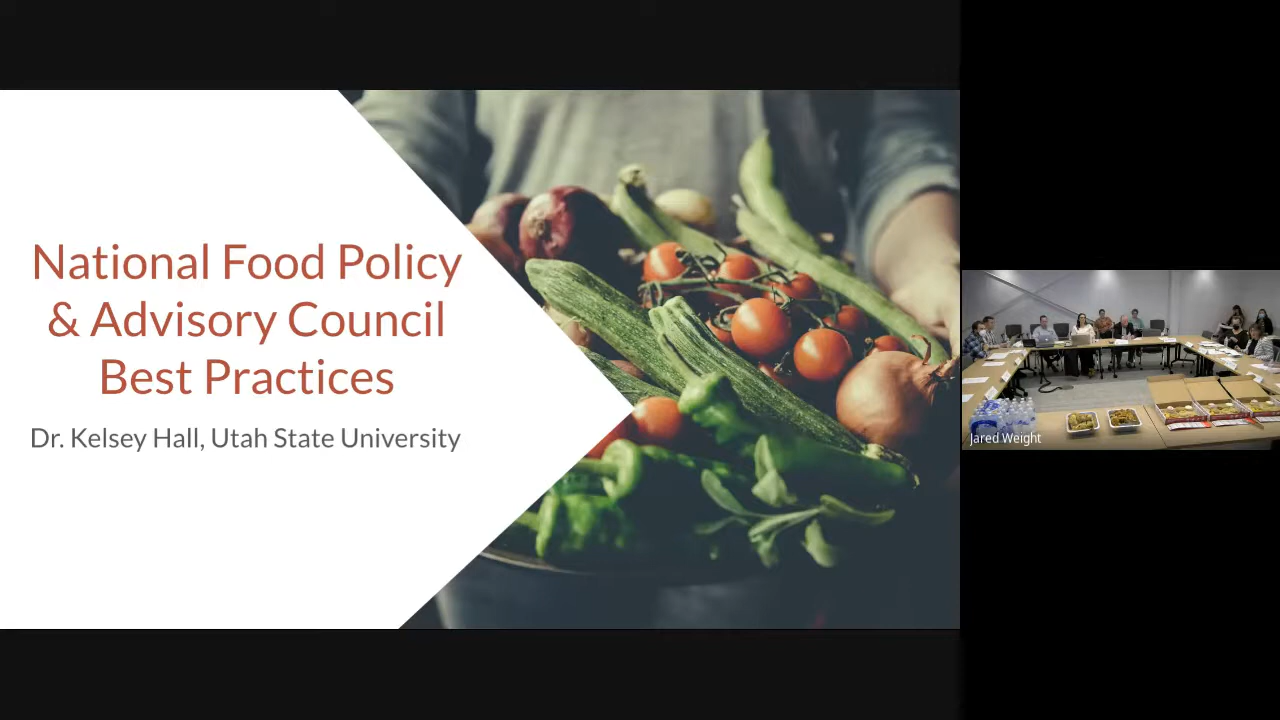 National Food Policy
& Advisory Council
Best Practices
Dr. Kelsey Hall, Utah State University
Jared Weight